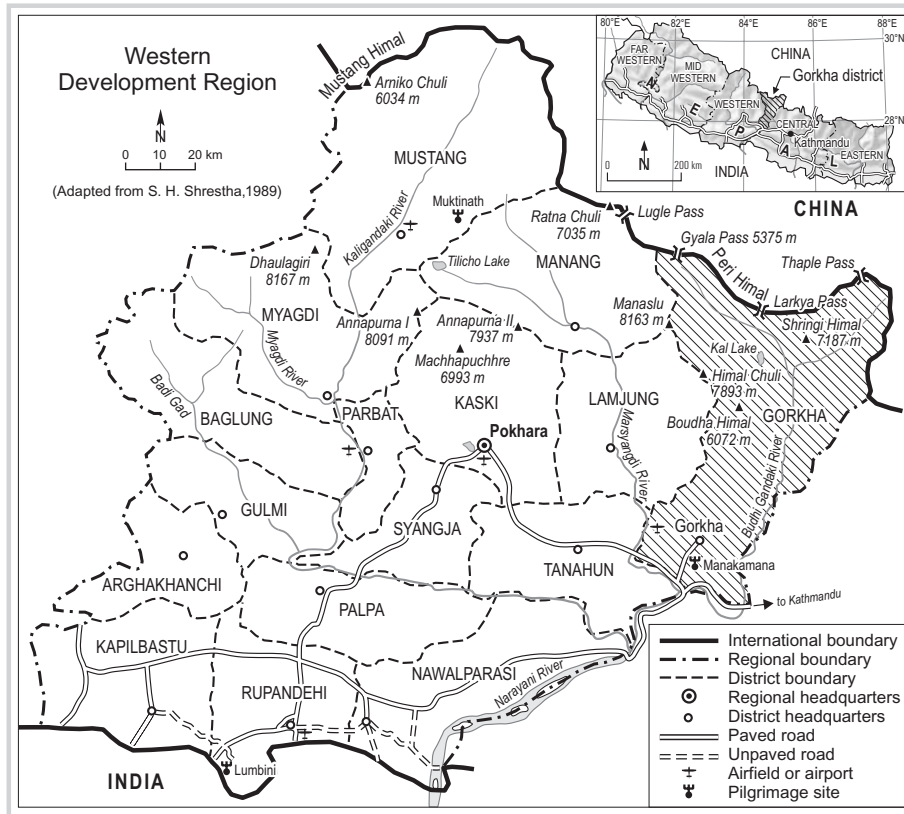 Western
Development Region
N
0 10 20 km
(Adapted from S. H. Shrestha,1989)
80°E 82° 84° 86° 88°E
30°N
28°N
FAR
WESTERN
MID
WESTERN
WESTERN
CENTRAL
EASTERN
N E P A L
CHINA
Gorkha district
Kathmandu
INDIA
N
0 200 km
Mustang Himal
Arniko Chuli
6034 m
MUSTANG
Kaligandaki River
Muktinath
Ratna Chuli
7035 m
Lugle Pass
CHINA
Gyala Pass 5375 m
Peri Himal
Thaple Pass
Larkya Pass
Dhaulagiri
8167 m
Tilicho Lake
MANANG
MYAGDI
Myagdi River
Annapurna I
8091 m
Annapurna II
7937 m
Machhapuchhre
6993 m
Manaslu
8163 m
Shringi Himal
7187 m
Kal Lake
Himal Chuli
7893 m
Boudha Himal
6072 m
GORKHA
Budhi Gandaki River
Badi Gad
BAGLUNG
PARBAT
KASKI
LAMJUNG
Marsyangdi River
Pokhara
GULMI
SYANGJA
Gorkha
Manakamana
TANAHUN
to Kathmandu
ARGHAKHANCHI
PALPA
KAPILBASTU
NAWALPARASI
Narayani River
RUPANDEHI
Lumbini
INDIA
International boundary
Regional boundary
District boundary
Regional headquarters
District headquarters
Paved road
Unpaved road
Airfield or airport
Pilgrimage site